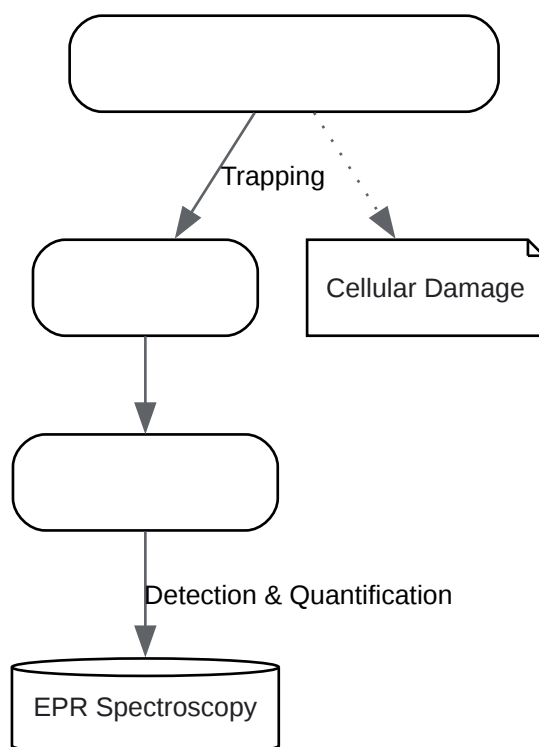 Trapping
Cellular Damage
Detection & Quantification
EPR Spectroscopy